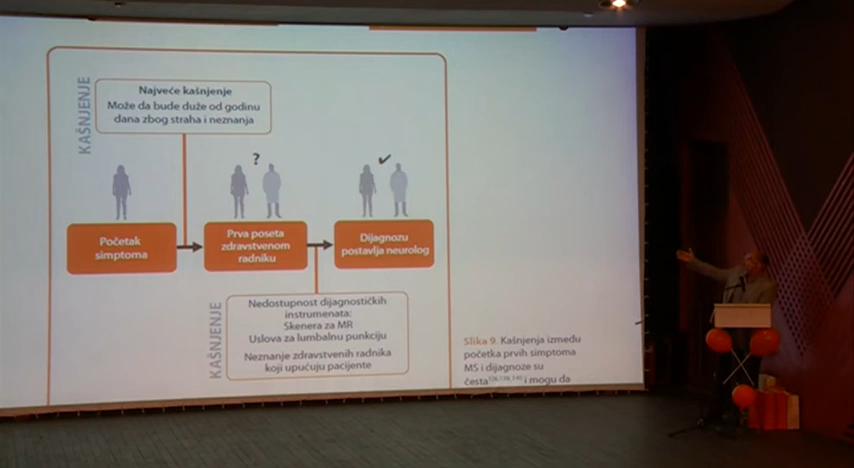 KAŠNJENJE
Najveće kašnjenje
Može da bude duže od godinu
dana zbog straha i neznanja
?
Početak
simptoma
Prva poseta
zdravstvenom
radniku
Dijagnozu
postavlja neurolog
KAŠNJENJE
Nedostupnost dijagnostičkih
instrumenata:
Skenera za MR
Uslova za lumbalnu punkciju
Neznanje zdravstvenih radnika
koji upućuju pacijente
Slika 9. Kašnjenja između
početka prvih simptoma
MS i dijagnoze su
česta i mogu da